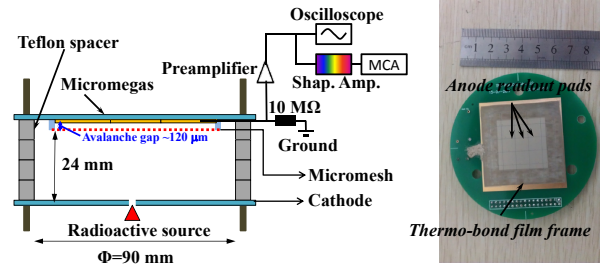 Oscilloscope
Teflon spacer
Preamplifier
MCA
Shap. Amp.
Micromegas
10 MΩ
Avalanche gap ~120 μm
Ground
24 mm
Micromesh
Cathode
Radioactive source
Φ=90 mm
1 2 3 4 5 6 7 8
Anode readout pads
Thermo-bond film frame